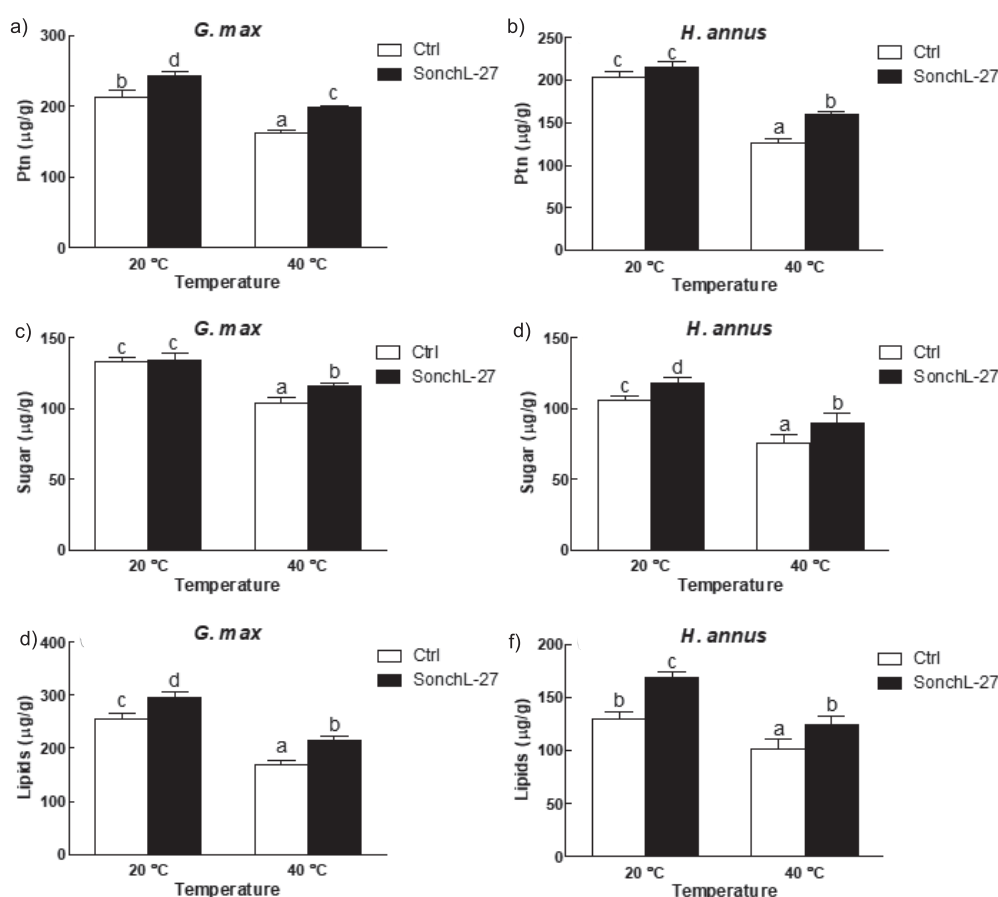 a)
G. max
Ctrl
SonchL-27
300
200
100
0
Ptn (µg/g)
b
d
a
c
20 °C
40 °C
Temperature
b)
H. annus
Ctrl
SonchL-27
250
200
150
100
50
0
Ptn (µg/g)
c
c
a
b
20 °C
40 °C
Temperature
c)
G. max
Ctrl
SonchL-27
150
100
50
0
Sugar (µg/g)
c
c
a
b
20 °C
40 °C
Temperature
d)
H. annus
Ctrl
SonchL-27
150
100
50
0
Sugar (µg/g)
c
d
a
b
20 °C
40 °C
Temperature
d)
G. max
Ctrl
SonchL-27
400
300
200
100
0
Lipids (µg/g)
c
d
a
b
20 °C
40 °C
Temperature
f)
H. annus
Ctrl
SonchL-27
200
150
100
50
0
Lipids (µg/g)
b
c
a
b
20 °C
40 °C
Temperature